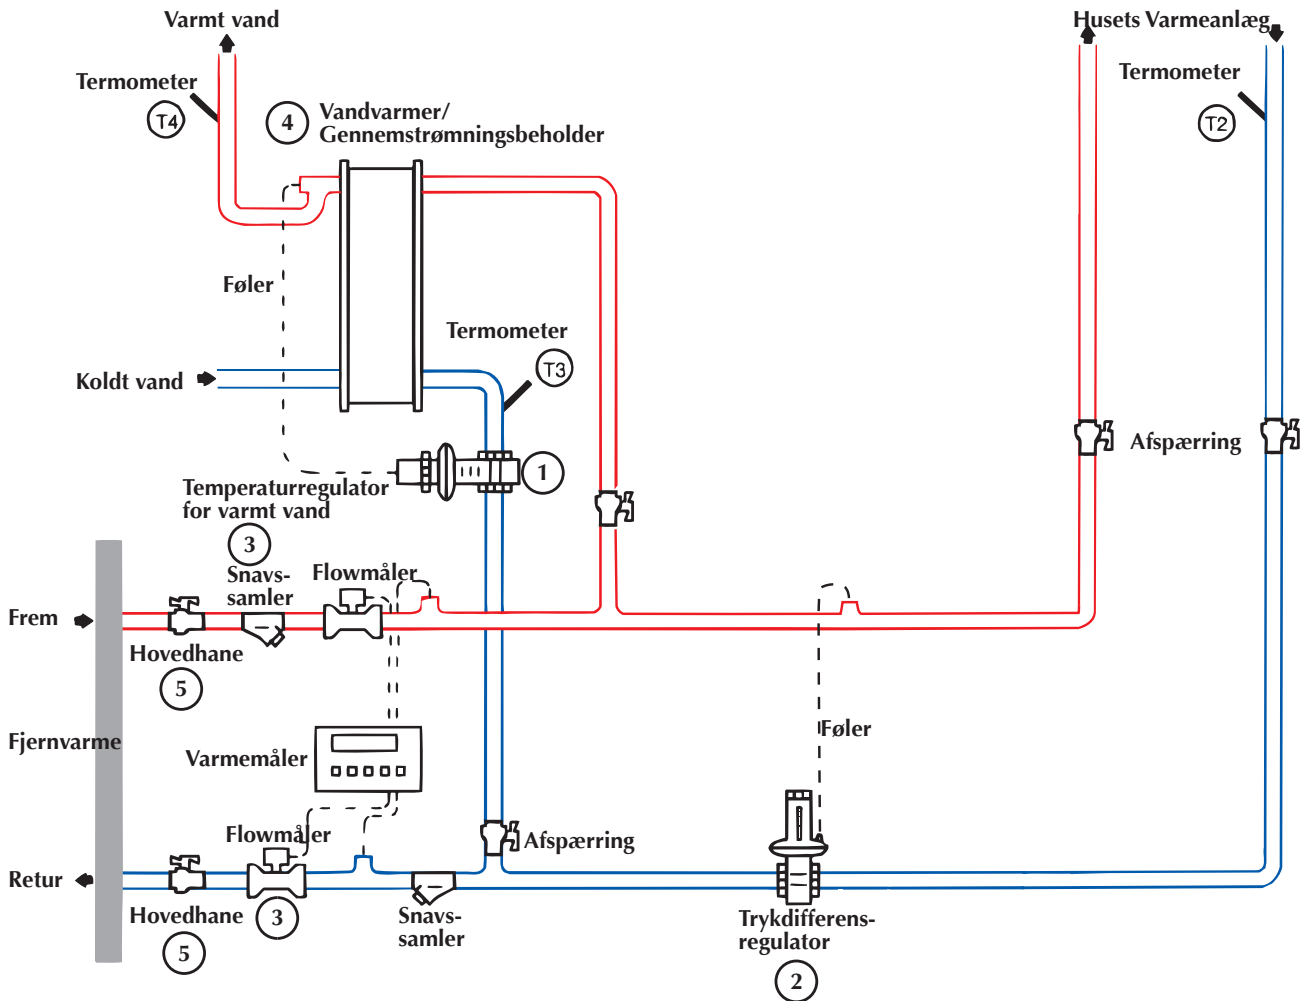 Varmt vand
Husets Varmeanlæg
Termometer
T4
4
Vandvarmer/
Gennemstrømningsbeholder
Termometer
T2
Føler
Termometer
T3
Koldt vand
Afspærring
1
Temperaturregulator
for varmt vand
3
Snavs-
samler
Flowmåler
Frem
Hovedhane
5
Fjernvarme
Varmemåler
Føler
Flowmåler
Afspærring
Retur
Hovedhane
5
3
Snavs-
samler
Trykdifferens-
regulator
2